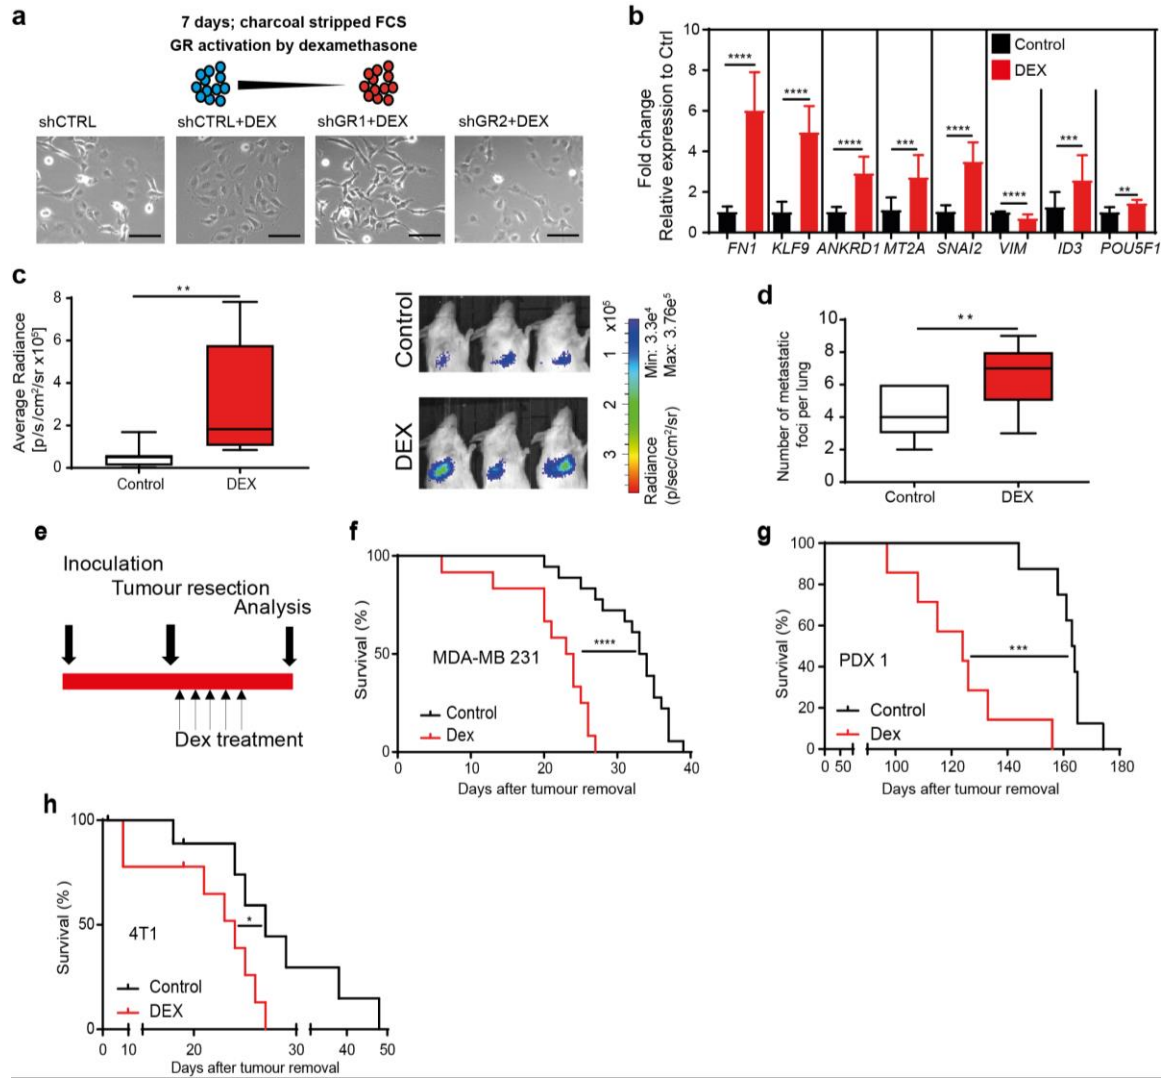 a
7 days; charcoal stripped FCS
GR activation by dexamethasone
shCTRL
shCTRL+DEX
shGR1+DEX
shGR2+DEX
b
Fold change
Relative expression to Ctrl
10
8
6
4
2
0
Control
DEX
****
****
****
***
****
****
***
**
FN1
KLF9
ANKRD1
MT2A
SNAI2
VIM
ID3
POU5F1
c
Average Radiance
[p/s/cm²/sr x10⁵]
8
6
4
2
0
**
Control
DEX
Control
DEX
x10⁵
1
2
3
Min: 3.3e⁴
Max: 3.76e⁵
Radiance
(p/sec/cm²/sr)
d
Number of metastatic
foci per lung
10
8
6
4
2
0
**
Control
DEX
e
Inoculation
Tumour resection
Analysis
Dex treatment
f
Survival (% )
100
50
0
****
MDA-MB 231
Control
Dex
0 10 20 30 40
Days after tumour removal
g
Survival (%)
100
80
60
40
20
0
***
PDX 1
Control
Dex
0 50 100 120 140 160 180
Days after tumour removal
h
Survival (% )
100
50
0
*
4T1
Control
DEX
0 10 20 30 40 50
Days after tumour removal